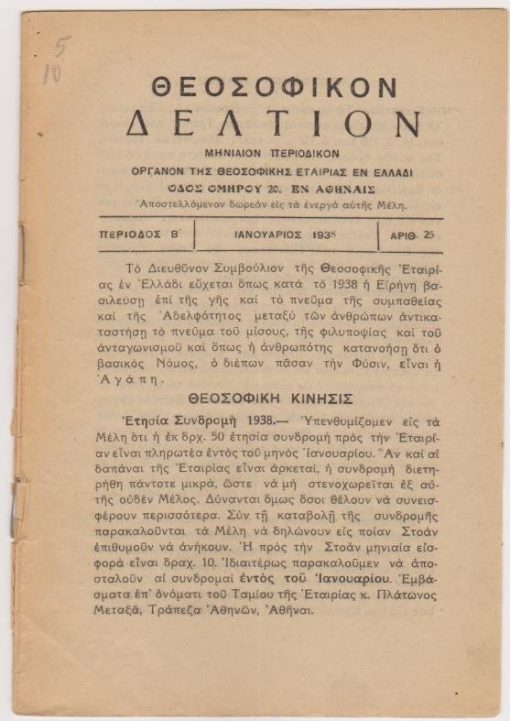 5
10
ΘΕΟΣΟΦΙΚΟΝ
ΔΕΛΤΙΟΝ
ΜΗΝΙΑΙΟΝ ΠΕΡΙΟΔΙΚΟΝ
ΟΡΓΑΝΟΝ ΤΗΣ ΘΕΟΣΟΦΙΚΗΣ ΕΤΑΙΡΙΑΣ ΕΝ ΕΛΛΑΔΙ
ΟΔΟΣ ΟΜΗΡΟΥ 20. ΕΝ ΑΘΗΝΑΙΣ
Ἀποστελλόμενον δωρεὰν εἰς τὰ ἐνεργὰ αὐτῆς Μέλη.
ΠΕΡΙΟΔΟΣ Β΄ ΙΑΝΟΥΑΡΙΟΣ 1938 ΑΡΙΘ. 25
Τὸ Διευθῦνον Συμβούλιον τῆς Θεοσοφικῆς Ἑταιρί-
ας ἐν Ἑλλάδι εὔχεται ὅπως κατὰ τὸ 1938 ἡ Εἰρήνη βα-
σιλεύσῃ ἐπὶ τῆς γῆς καὶ τὸ πνεῦμα τῆς συμπαθείας
καὶ τῆς Ἀδελφότητος μεταξὺ τῶν ἀνθρώπων ἀντικα-
ταστήσῃ τὸ πνεῦμα τοῦ μίσους, τῆς φιλυποψίας καὶ τοῦ
ἀνταγωνισμοῦ καὶ ὅπως ἡ ἀνθρωπότης κατανοήσῃ ὅτι ὁ
βασικὸς Νόμος, ὁ διέπων πᾶσαν τὴν Φύσιν, εἶναι ἡ
Ἀγάπη.
ΘΕΟΣΟΦΙΚΗ ΚΙΝΗΣΙΣ
Ἐτησία Συνδρομὴ 1938.— Ὑπενθυμίζομεν εἰς τὰ
Μέλη ὅτι ἡ ἐκ δρχ. 50 ἐτησία συνδρομὴ πρὸς τὴν Ἑταιρί-
αν εἶναι πληρωτέα ἐντὸς τοῦ μηνὸς Ἰανουαρίου. Ἂν καὶ αἱ
δαπάναι τῆς Ἑταιρίας εἶναι ἀρκεταί, ἡ συνδρομὴ διετη-
ρήθη πάντοτε μικρά, ὥστε νὰ μὴ στενοχωρεῖται ἐξ αὐ-
τῆς οὐδὲν Μέλος. Δύνανται ὅμως ὅσοι θέλουν νὰ συνεισ-
φέρουν περισσότερα. Σὺν τῇ καταβολῇ τῆς συνδρομῆς
παρακαλοῦνται τὰ Μέλη νὰ δηλώνουν εἰς ποίαν Στοὰν
ἐπιθυμοῦν νὰ ἀνήκουν. Ἡ πρὸς τὴν Στοὰν μηνιαία εἰσ-
φορὰ εἶναι δραχ. 10. Ἰδιαιτέρως παρακαλοῦμεν νὰ ἀπο-
σταλοῦν αἱ συνδρομαὶ ἐντὸς τοῦ Ἰανουαρίου. Ἐμβά-
σματα ἐπ' ὀνόματι τοῦ Ταμίου τῆς Ἑταιρίας κ. Πλάτωνος
Μεταξᾶ, Τράπεζα Ἀθηνῶν, Ἀθῆναι.